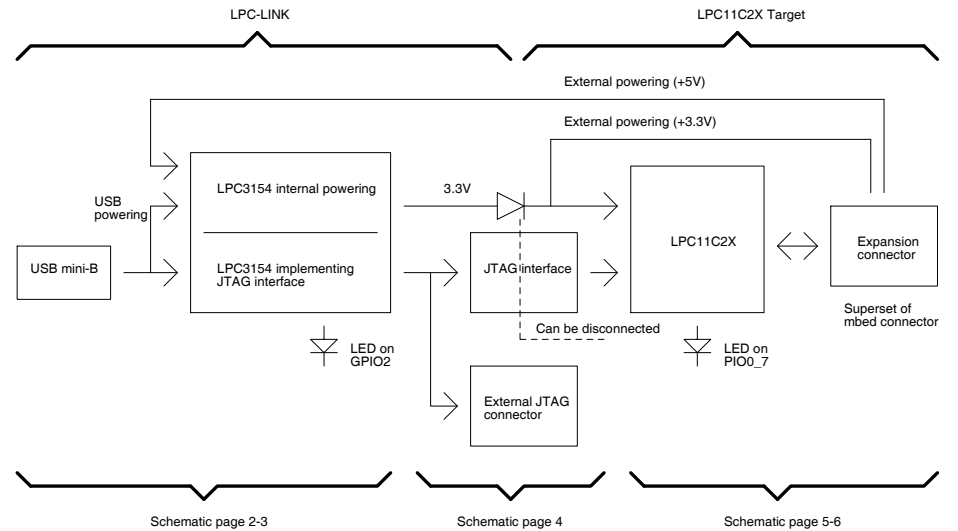 LPC-LINK
LPC11C2X Target
External powering (+5V)
External powering (+3.3V)
LPC3154 internal powering
3.3V
USB
powering
LPC11C2X
Expansion
connector
USB mini-B
LPC3154 implementing
JTAG interface
JTAG interface
Superset of
mbed connector
Can be disconnected
LED on
GPIO2
LED on
PIO0_7
External JTAG
connector
Schematic page 2-3
Schematic page 4
Schematic page 5-6